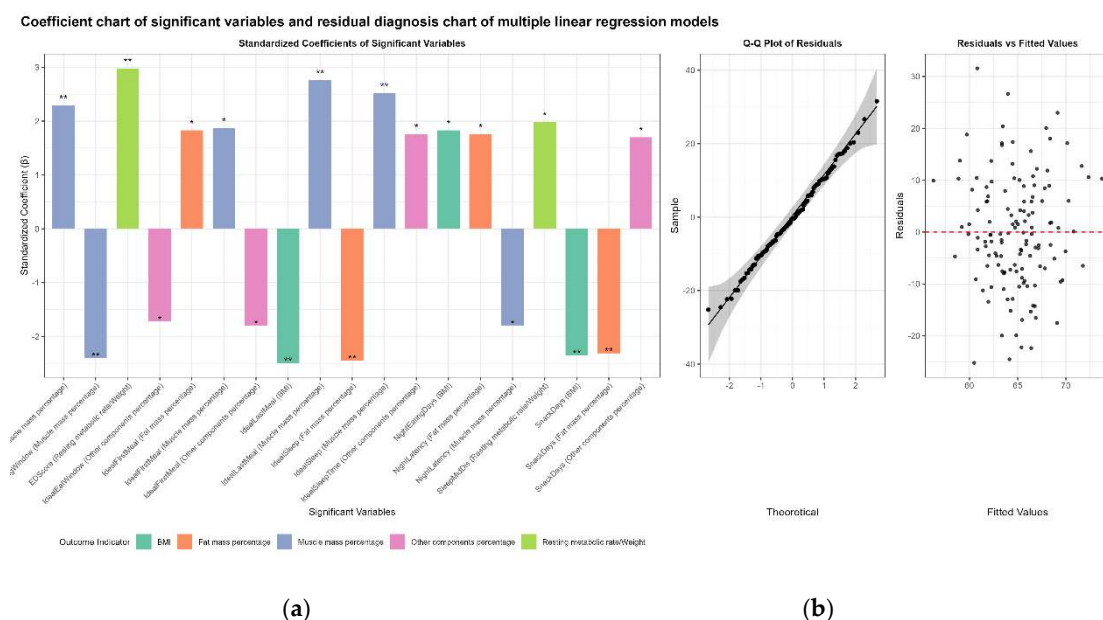 Coefficient chart of significant variables and residual diagnosis chart of multiple linear regression models
Standardized Coefficients of Significant Variables
Standardized Coefficient (β)
3
2
1
0
-1
-2
**
**
**
*
*
*
*
**
**
**
**
*
*
*
*
*
**
**
*
mass percentage)
(Muscle mass percentage)
EDScore (Resting metabolic rate/Weight)
IdealEatWindow (Other components percentage)
IdealFirstMeal (Fat mass percentage)
IdealFirstMeal (Muscle mass percentage)
IdealFirstMeal (Other components percentage)
IdealLastMeal (BMI)
IdealLastMeal (Muscle mass percentage)
IdealSleep (Fat mass percentage)
IdealSleep (Muscle mass percentage)
IdealSleepTime (Other components percentage)
NightEatingDays (BMI)
NightLatency (Fat mass percentage)
NightLatency (Muscle mass percentage)
SleepMidDis (Resting metabolic rate/Weight)
SnackDays (BMI)
SnackDays (Fat mass percentage)
SnackDays (Other components percentage)
Significant Variables
Outcome Indicator BMI Fat mass percentage Muscle mass percentage Other components percentage Resting metabolic rate/Weight
(a)
Q-Q Plot of Residuals
Sample
40
20
0
-20
-40
-2 -1 0 1 2
Theoretical
Residuals vs Fitted Values
Residuals
30
20
10
0
-10
-20
60 65 70
Fitted Values
(b)